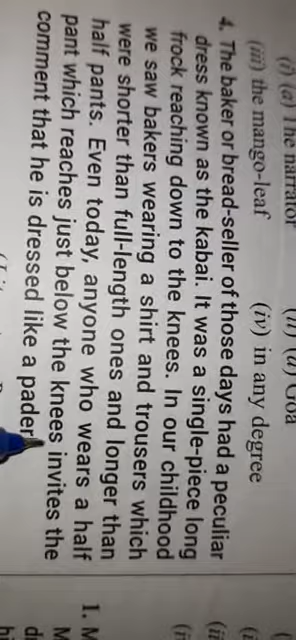 (i) (a) The narrator (ii) (a) Goa
(iii) the mango-leaf (iv) in any degree
4. The baker or bread-seller of those days had a peculiar
dress known as the kabai. It was a single-piece long
frock reaching down to the knees. In our childhood
we saw bakers wearing a shirt and trousers which
were shorter than full-length ones and longer than
half pants. Even today, anyone who wears a half
pant which reaches just below the knees invites the
comment that he is dressed like a pader
1.